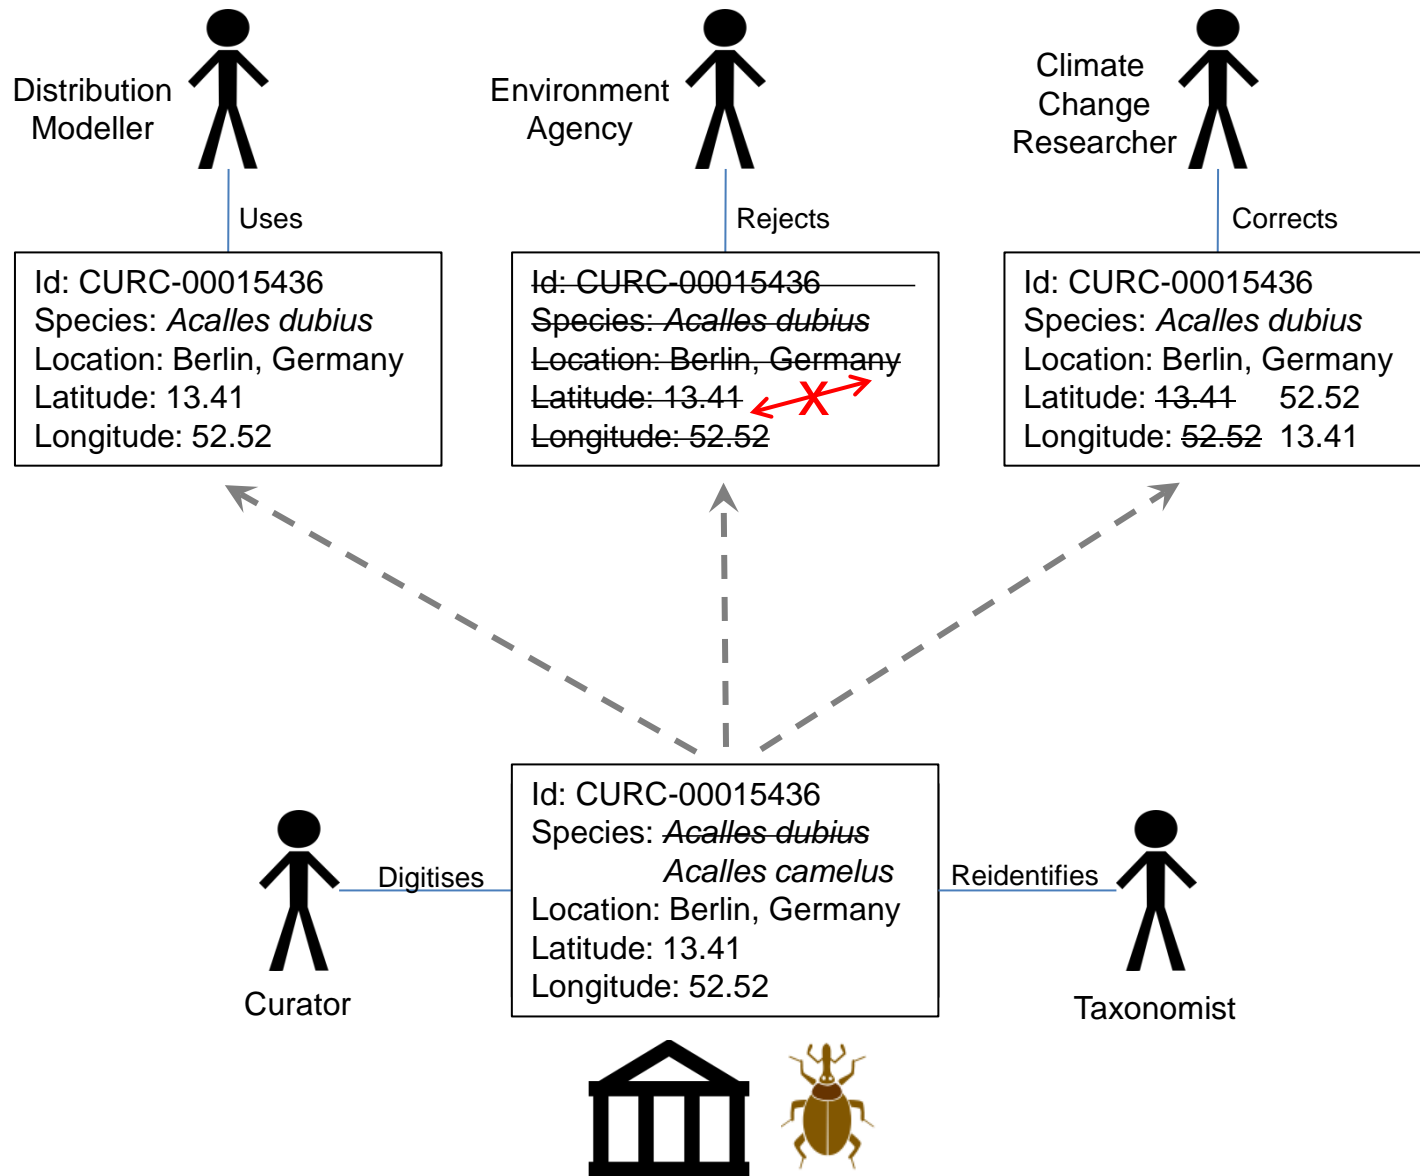 Distribution
Modeller
Uses
Id: CURC-00015436
Species: Acalles dubius
Location: Berlin, Germany
Latitude: 13.41
Longitude: 52.52
Environment
Agency
Rejects
Id: CURC-00015436
Species: Acalles dubius
Location: Berlin, Germany
Latitude: 13.41
X
Longitude: 52.52
Climate
Change
Researcher
Corrects
Id: CURC-00015436
Species: Acalles dubius
Location: Berlin, Germany
Latitude: 13.41 52.52
Longitude: 52.52 13.41
Curator
Digitises
Id: CURC-00015436
Species: Acalles dubius
Acalles camelus
Location: Berlin, Germany
Latitude: 13.41
Longitude: 52.52
Reidentifies
Taxonomist